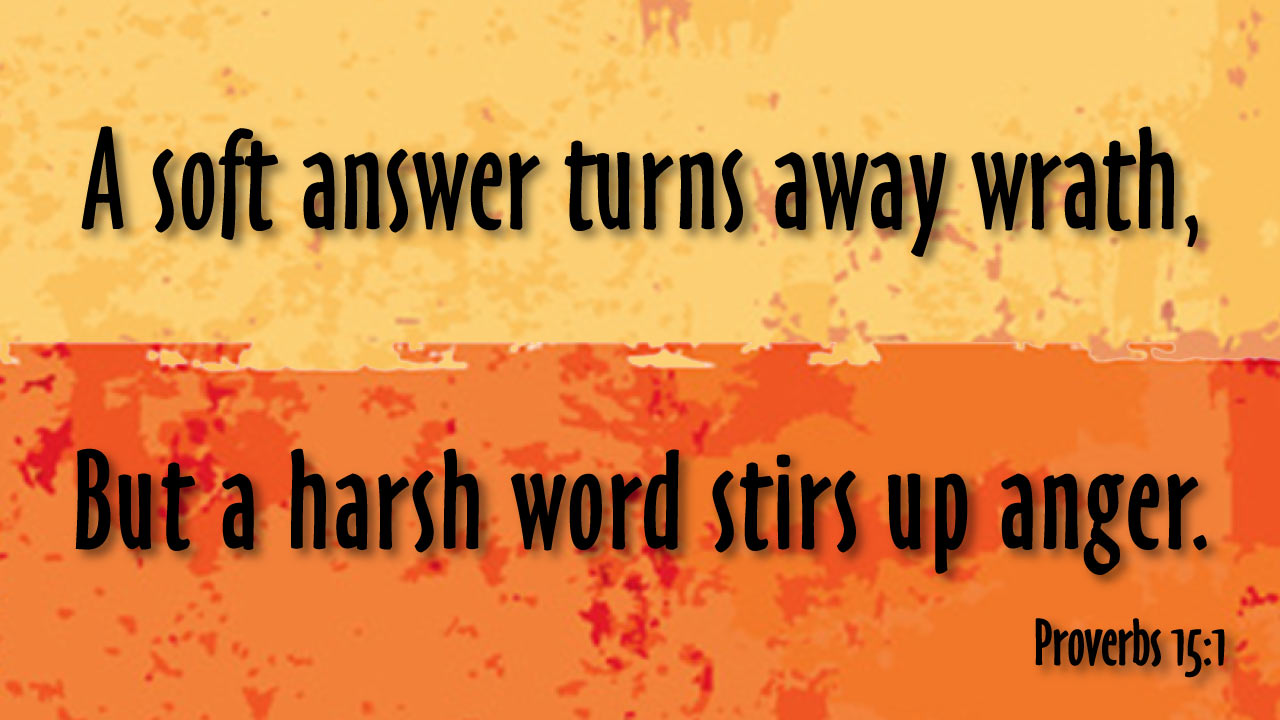 A soft answer turns away wrath,
But a harsh word stirs up anger.
Proverbs 15:1